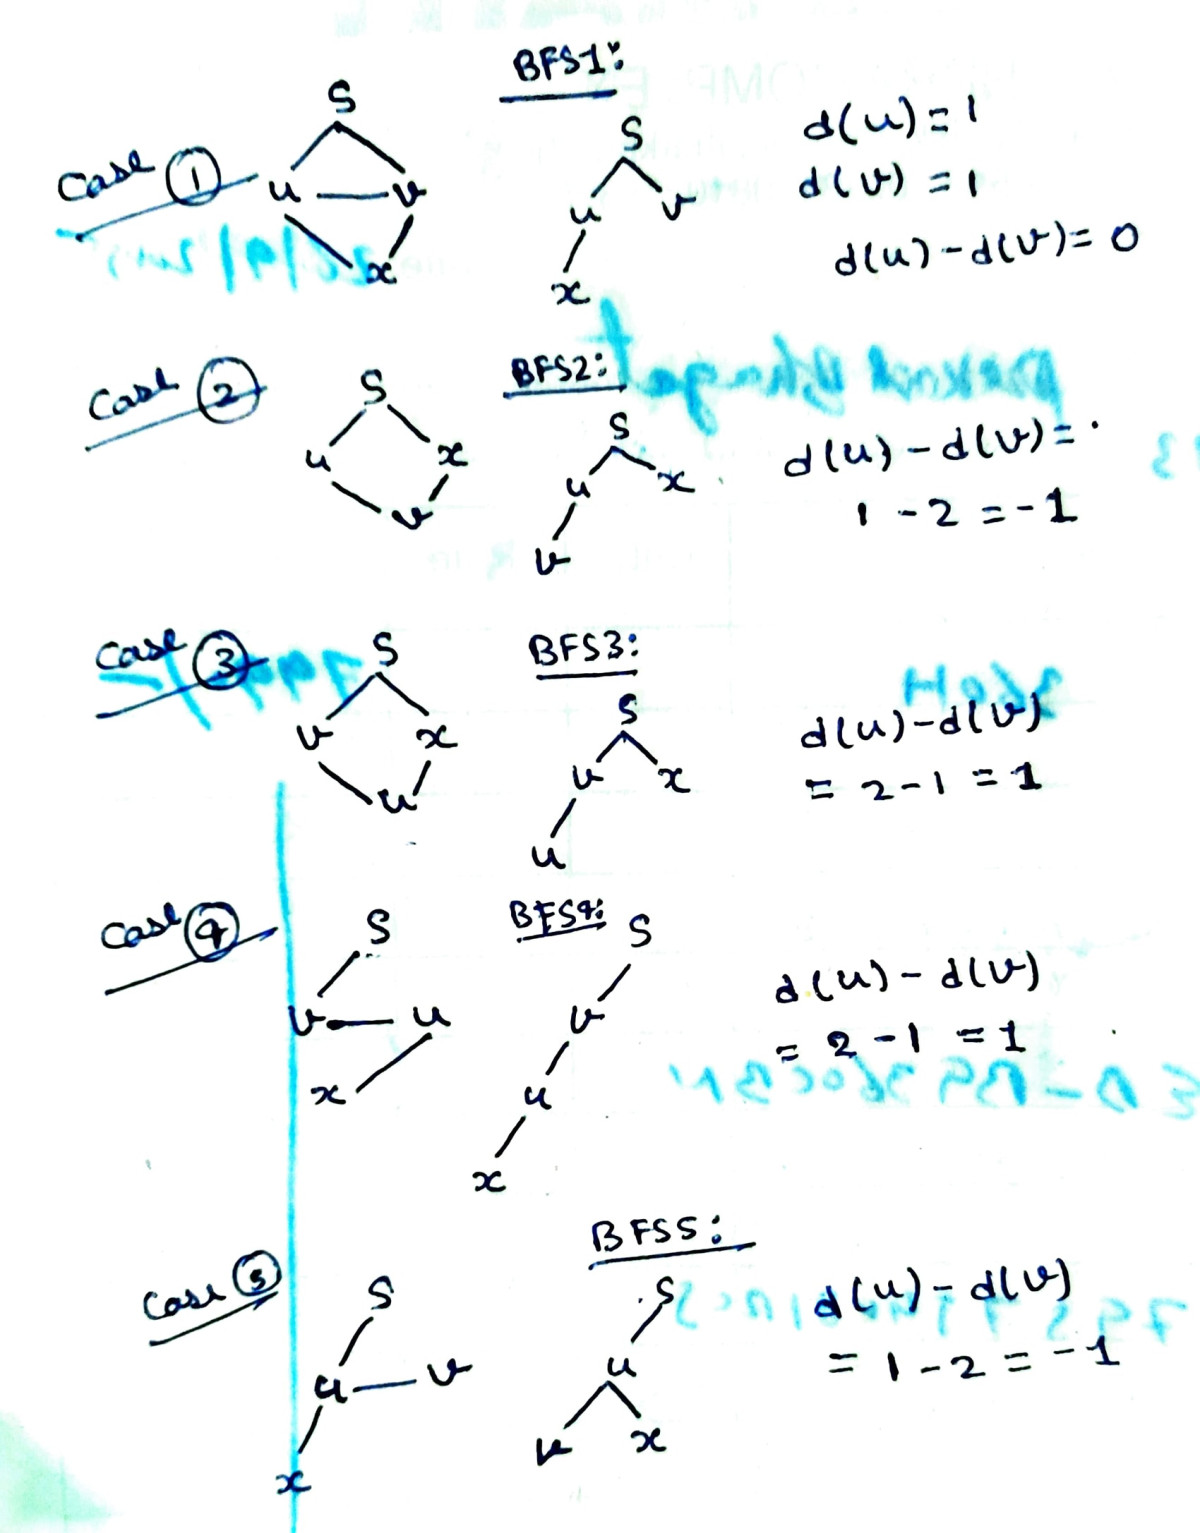 BFS1:
Case 1
S
u v
x
S
u v
x
d(u) = 1
d(v) = 1
d(u) - d(v) = 0
Case 2
S
u x
v
BFS2:
S
u x
v
d(u) - d(v) =
1 - 2 = -1
Case 3
S
v x
u
BFS3:
S
v x
u
d(u) - d(v)
= 2 - 1 = 1
Case 4
S
v u
x
BFS4:
S
v
u
x
d(u) - d(v)
= 2 - 1 = 1
Case 5
S
u v
x
BFS5:
S
u
v x
d(u) - d(v)
= 1 - 2 = -1